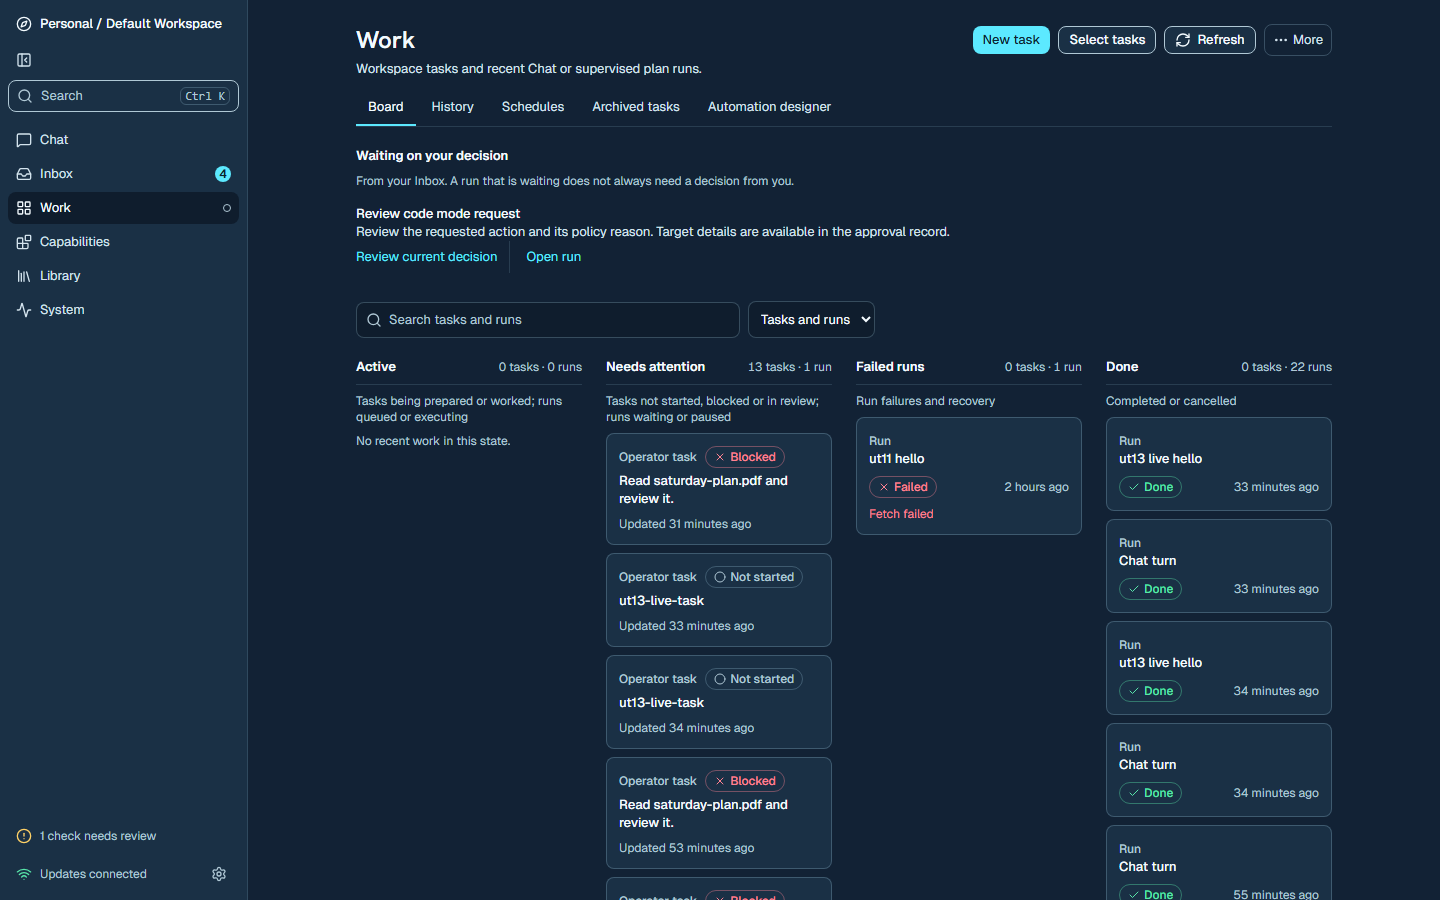 Personal / Default Workspace
Search
Ctrl K
Chat
Inbox
4
Work
Capabilities
Library
System
1 check needs review
Updates connected
Work
Workspace tasks and recent Chat or supervised plan runs.
New task
Select tasks
Refresh
More
Board
History
Schedules
Archived tasks
Automation designer
Waiting on your decision
From your Inbox. A run that is waiting does not always need a decision from you.
Review code mode request
Review the requested action and its policy reason. Target details are available in the approval record.
Review current decision
Open run
Search tasks and runs
Tasks and runs
Active
0 tasks · 0 runs
Tasks being prepared or worked; runs
queued or executing
No recent work in this state.
Needs attention
13 tasks · 1 run
Tasks not started, blocked or in review;
runs waiting or paused
Operator task
Blocked
Read saturday-plan.pdf and
review it.
Updated 31 minutes ago
Operator task
Not started
ut13-live-task
Updated 33 minutes ago
Operator task
Not started
ut13-live-task
Updated 34 minutes ago
Operator task
Blocked
Read saturday-plan.pdf and
review it.
Updated 53 minutes ago
Operator task
Blocked
Failed runs
0 tasks · 1 run
Run failures and recovery
Run
ut11 hello
Failed
2 hours ago
Fetch failed
Done
0 tasks · 22 runs
Completed or cancelled
Run
ut13 live hello
Done
33 minutes ago
Run
Chat turn
Done
33 minutes ago
Run
ut13 live hello
Done
34 minutes ago
Run
Chat turn
Done
34 minutes ago
Run
Chat turn
Done
55 minutes ago